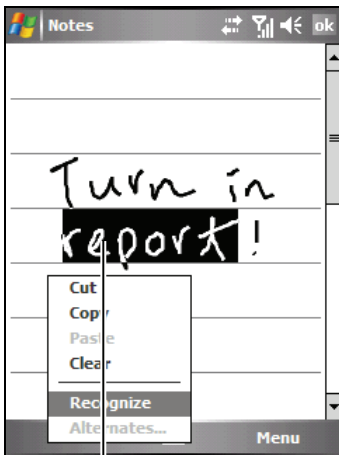 Notes
ok
Turn in
report!
Cut
Copy
Paste
Clear
Recognize
Alternates...
Menu